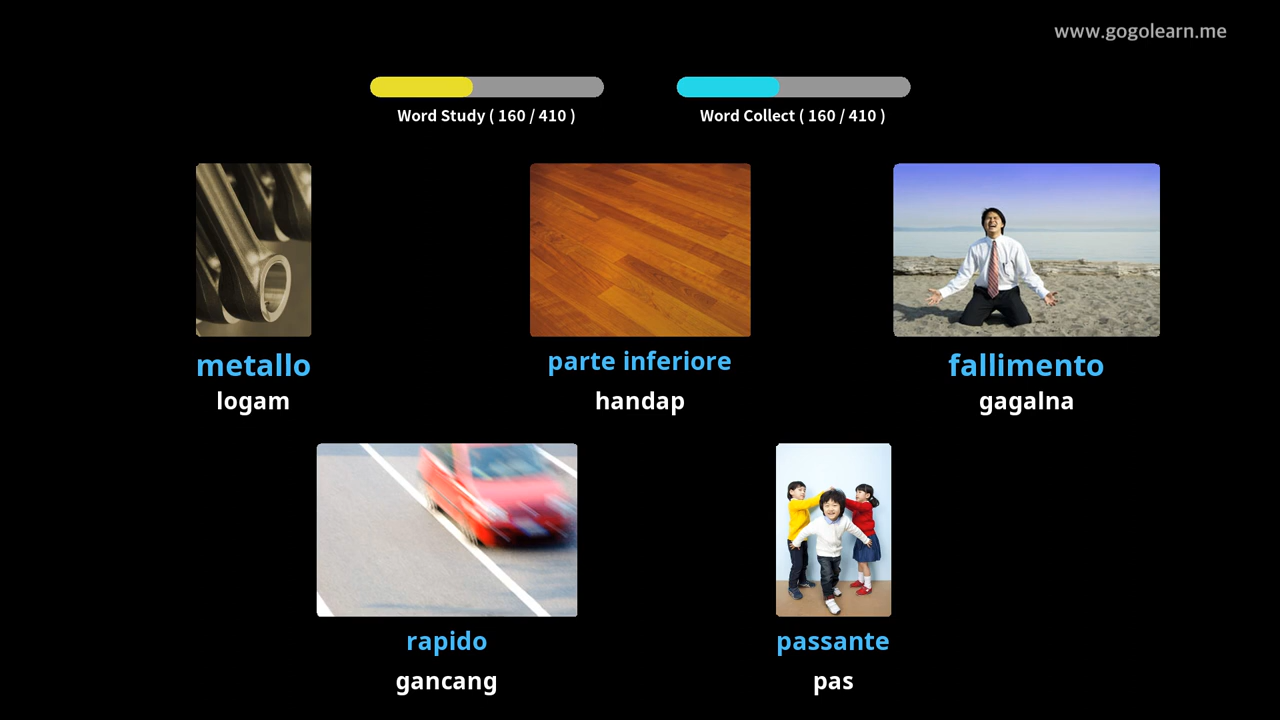 www.gogolearn.me
Word Study ( 160 / 410 )
Word Collect ( 160 / 410 )
metallo
logam
parte inferiore
handap
fallimento
gagalna
rapido
gancang
passante
pas